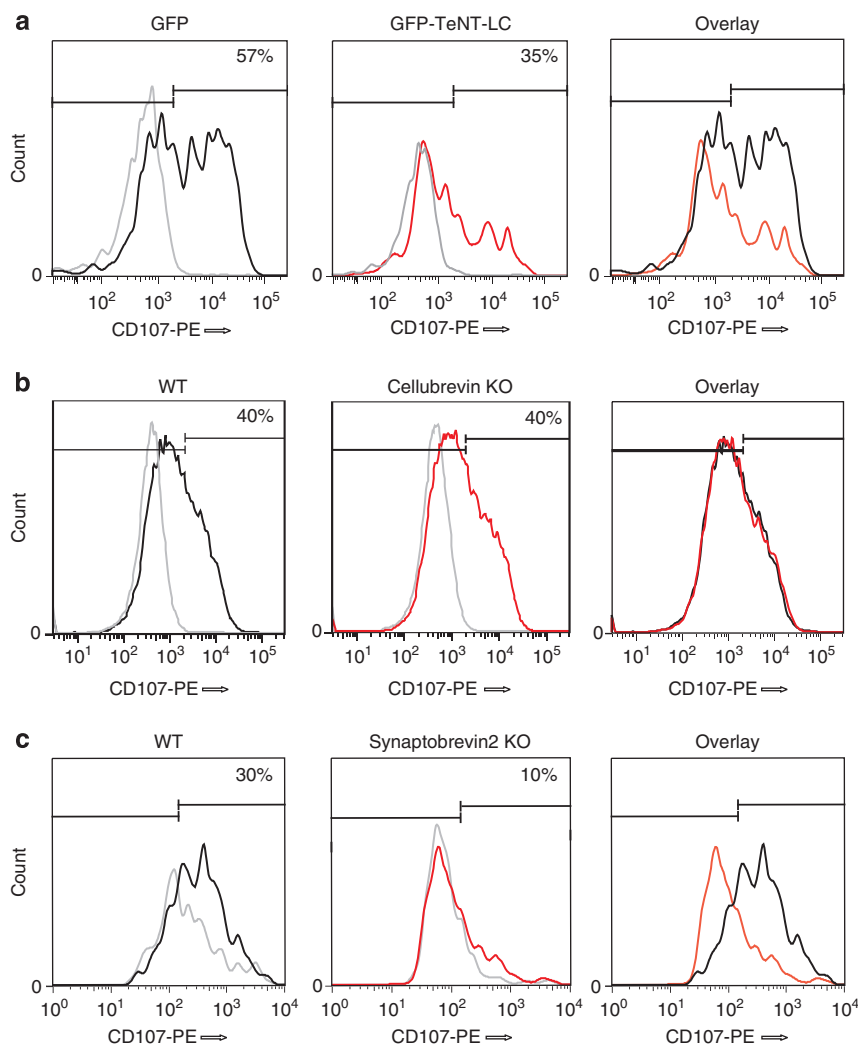 a
GFP GFP-TeNT-LC Overlay
57% 35%
Count
0 0 0
10² 10³ 10⁴ 10⁵ 10² 10³ 10⁴ 10⁵ 10² 10³ 10⁴ 10⁵
CD107-PE ⇒ CD107-PE ⇒ CD107-PE ⇒
b
WT Cellubrevin KO Overlay
40% 40%
Count Count
0 0 0
10¹ 10² 10³ 10⁴ 10⁵ 10¹ 10² 10³ 10⁴ 10⁵ 10¹ 10² 10³ 10⁴ 10⁵
CD107-PE ⇒ CD107-PE ⇒ CD107-PE ⇒
c
WT Synaptobrevin2 KO Overlay
30% 10%
Count
0 0 0
10⁰ 10¹ 10² 10³ 10⁴ 10⁰ 10¹ 10² 10³ 10⁴ 10⁰ 10¹ 10² 10³ 10⁴
CD107-PE ⇒ CD107-PE ⇒ CD107-PE ⇒